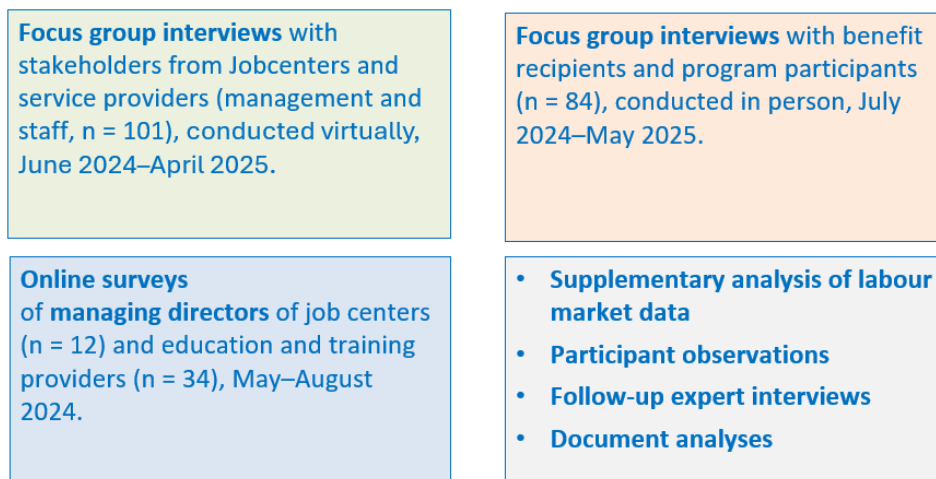 Focus group interviews with
stakeholders from Jobcenters and
service providers (management and
staff, n = 101), conducted virtually,
June 2024–April 2025.
Focus group interviews with benefit
recipients and program participants
(n = 84), conducted in person, July
2024–May 2025.
Online surveys
of managing directors of job centers
(n = 12) and education and training
providers (n = 34), May–August
2024.
• Supplementary analysis of labour
market data
• Participant observations
• Follow-up expert interviews
• Document analyses